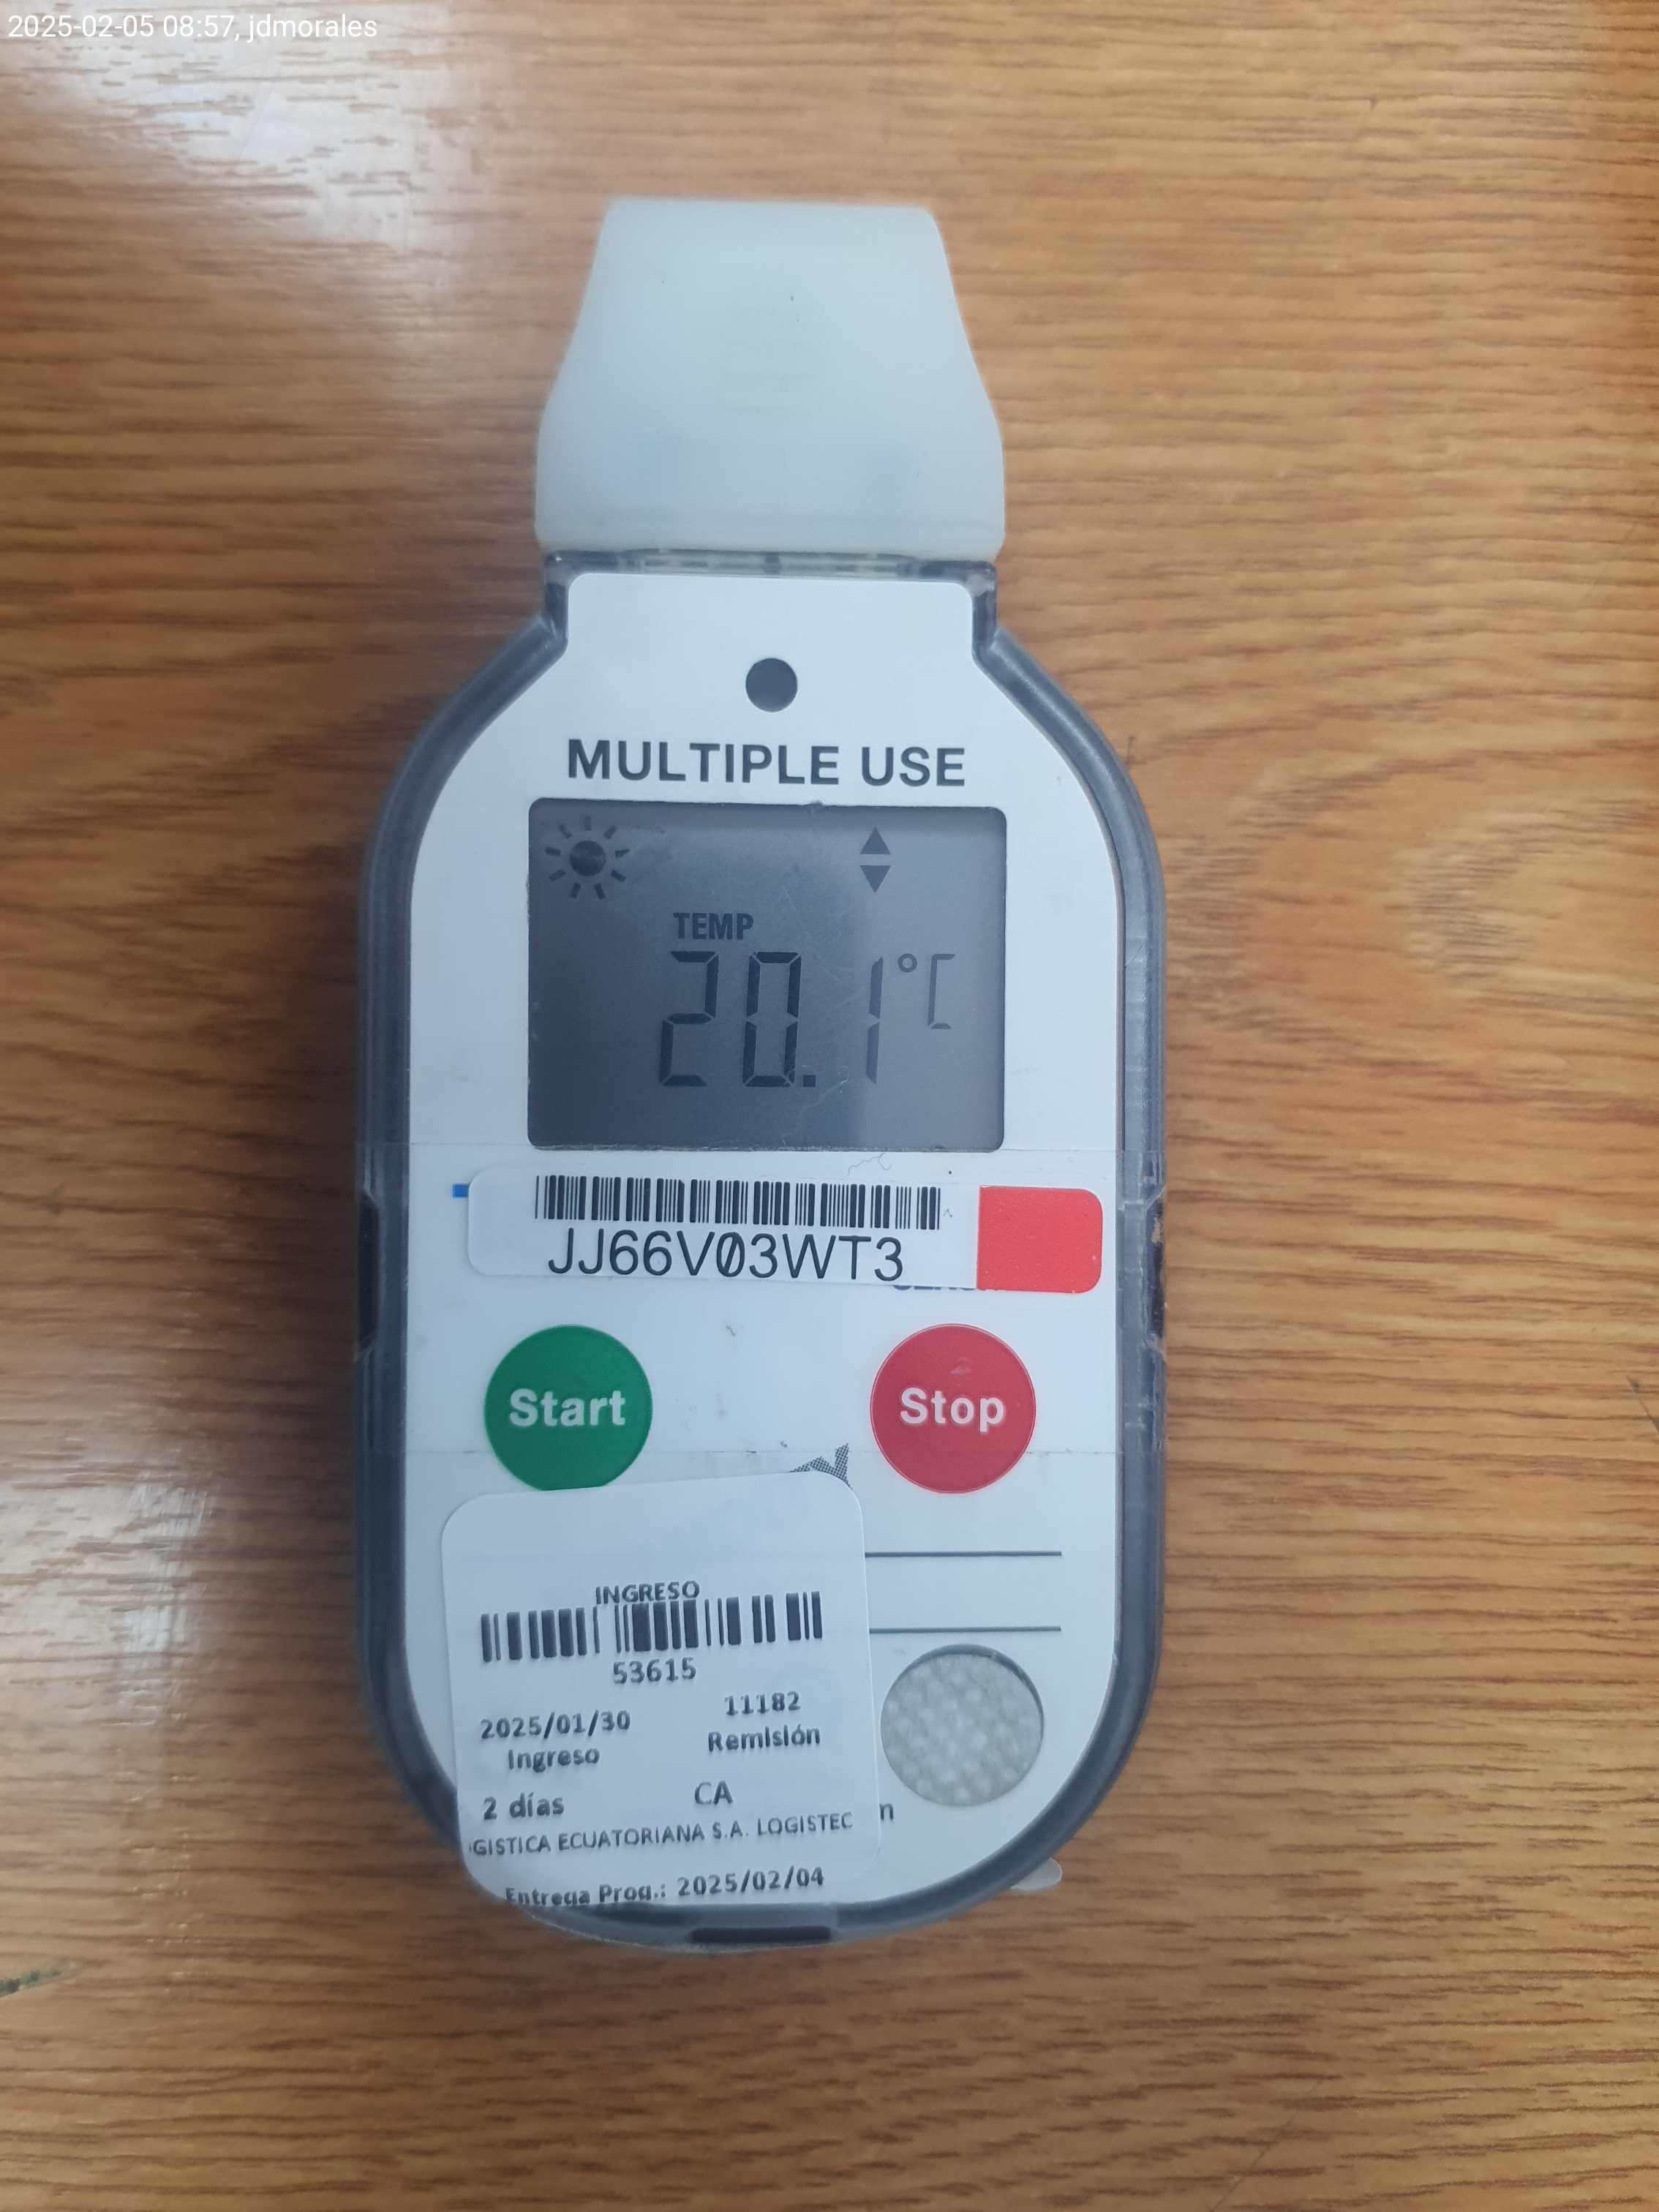 2025-02-05 08:57, jdmorales
MULTIPLE USE
TEMP
20.1°C
JJ66V03WT3
Start
Stop
INGRESO
53615
2025/01/30
11182
Ingreso
Remisión
2 días
CA
GISTICA ECUATORIANA S.A. LOGISTEC
Entrega Prog.: 2025/02/04